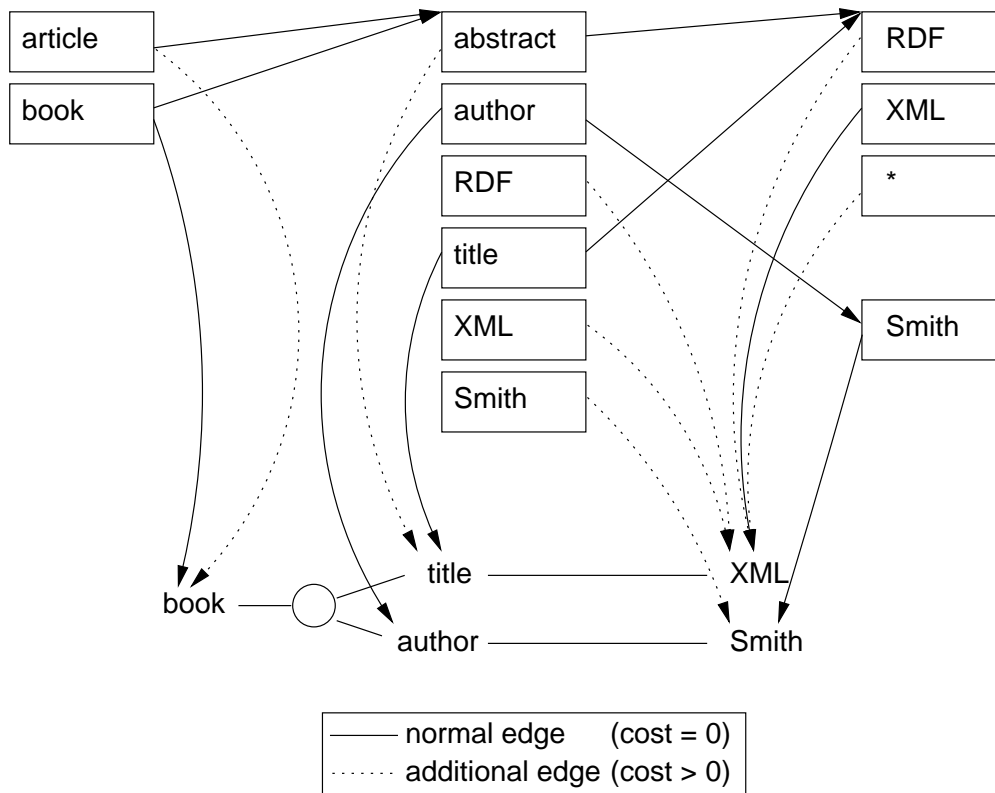 article
abstract
RDF
book
author
XML
RDF
*
title
XML
Smith
Smith
title
XML
book
author
Smith
normal edge (cost = 0)
additional edge (cost > 0)